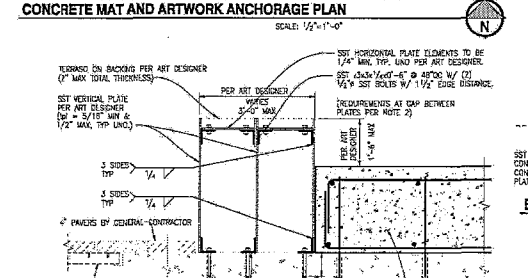 CONCRETE MAT AND ARTWORK ANCHORAGE PLAN
SCALE: 1/2"=1'-0"
N
TERRASO ON BACKING PER ART DESIGNER
(2" MAX TOTAL THICKNESS)
SST VERTICAL PLATE
PER ART DESIGNER
(tpl = 5/16" MIN &
1/2" MAX, TYP UNO.)
3 SIDES
TYP
1/4
3 SIDES
TYP
1/4
4" PAVERS BY GENERAL CONTRACTOR
PER ART DESIGNER
VARIES
3'-0" MAX
SST HORIZONTAL PLATE ELEMENTS TO BE
1/4" MIN, TYP. UNO PER ART DESIGNER.
SST L3x3x1/4x0'-6" @ 48"OC W/ (2)
1/2"ø SST BOLTS W/ 1 1/2" EDGE DISTANCE.
(REQUIREMENTS AT GAP BETWEEN
PLATES PER NOTE 2)
PER ART
DESIGNER
1'-6" MAX
SST
CON
CON
PLA